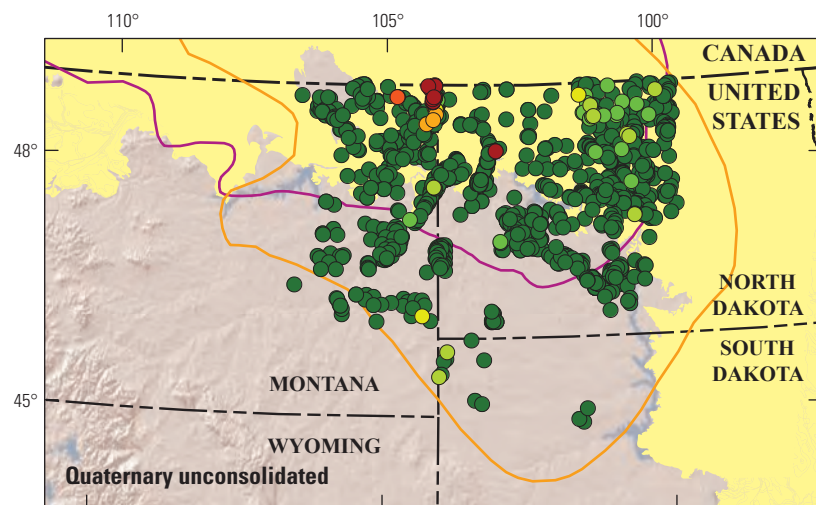 110°
105°
100°
CANADA
UNITED
STATES
48°
NORTH
DAKOTA
SOUTH
DAKOTA
MONTANA
45°
WYOMING
Quaternary unconsolidated